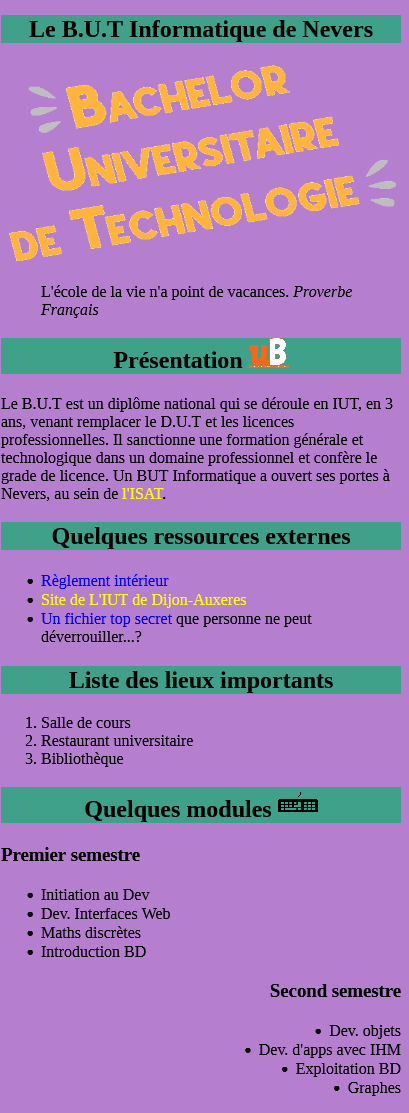 Le B.U.T Informatique de Nevers
BACHELOR
UNIVERSITAIRE
DE TECHNOLOGIE
L'école de la vie n'a point de vacances. Proverbe
Français
Présentation uB
Le B.U.T est un diplôme national qui se déroule en IUT, en 3
ans, venant remplacer le D.U.T et les licences
professionnelles. Il sanctionne une formation générale et
technologique dans un domaine professionnel et confère le
grade de licence. Un BUT Informatique a ouvert ses portes à
Nevers, au sein de l'ISAT.
Quelques ressources externes
• Règlement intérieur
• Site de L'IUT de Dijon-Auxeres
• Un fichier top secret que personne ne peut
déverrouiller...?
Liste des lieux importants
1. Salle de cours
2. Restaurant universitaire
3. Bibliothèque
Quelques modules
Premier semestre
• Initiation au Dev
• Dev. Interfaces Web
• Maths discrètes
• Introduction BD
Second semestre
• Dev. objets
• Dev. d'apps avec IHM
• Exploitation BD
• Graphes